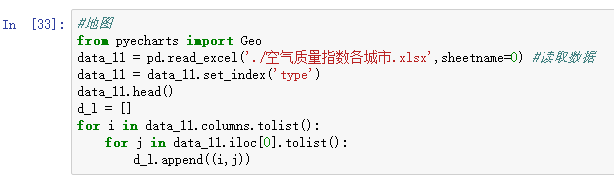 In [33]:
#地图
from pyecharts import Geo
data_11 = pd.read_excel('./空气质量指数各城市.xlsx',sheetname=0) #读取数据
data_11 = data_11.set_index('type')
data_11.head()
d_l = []
for i in data_11.columns.tolist():
    for j in data_11.iloc[0].tolist():
        d_l.append((i,j))